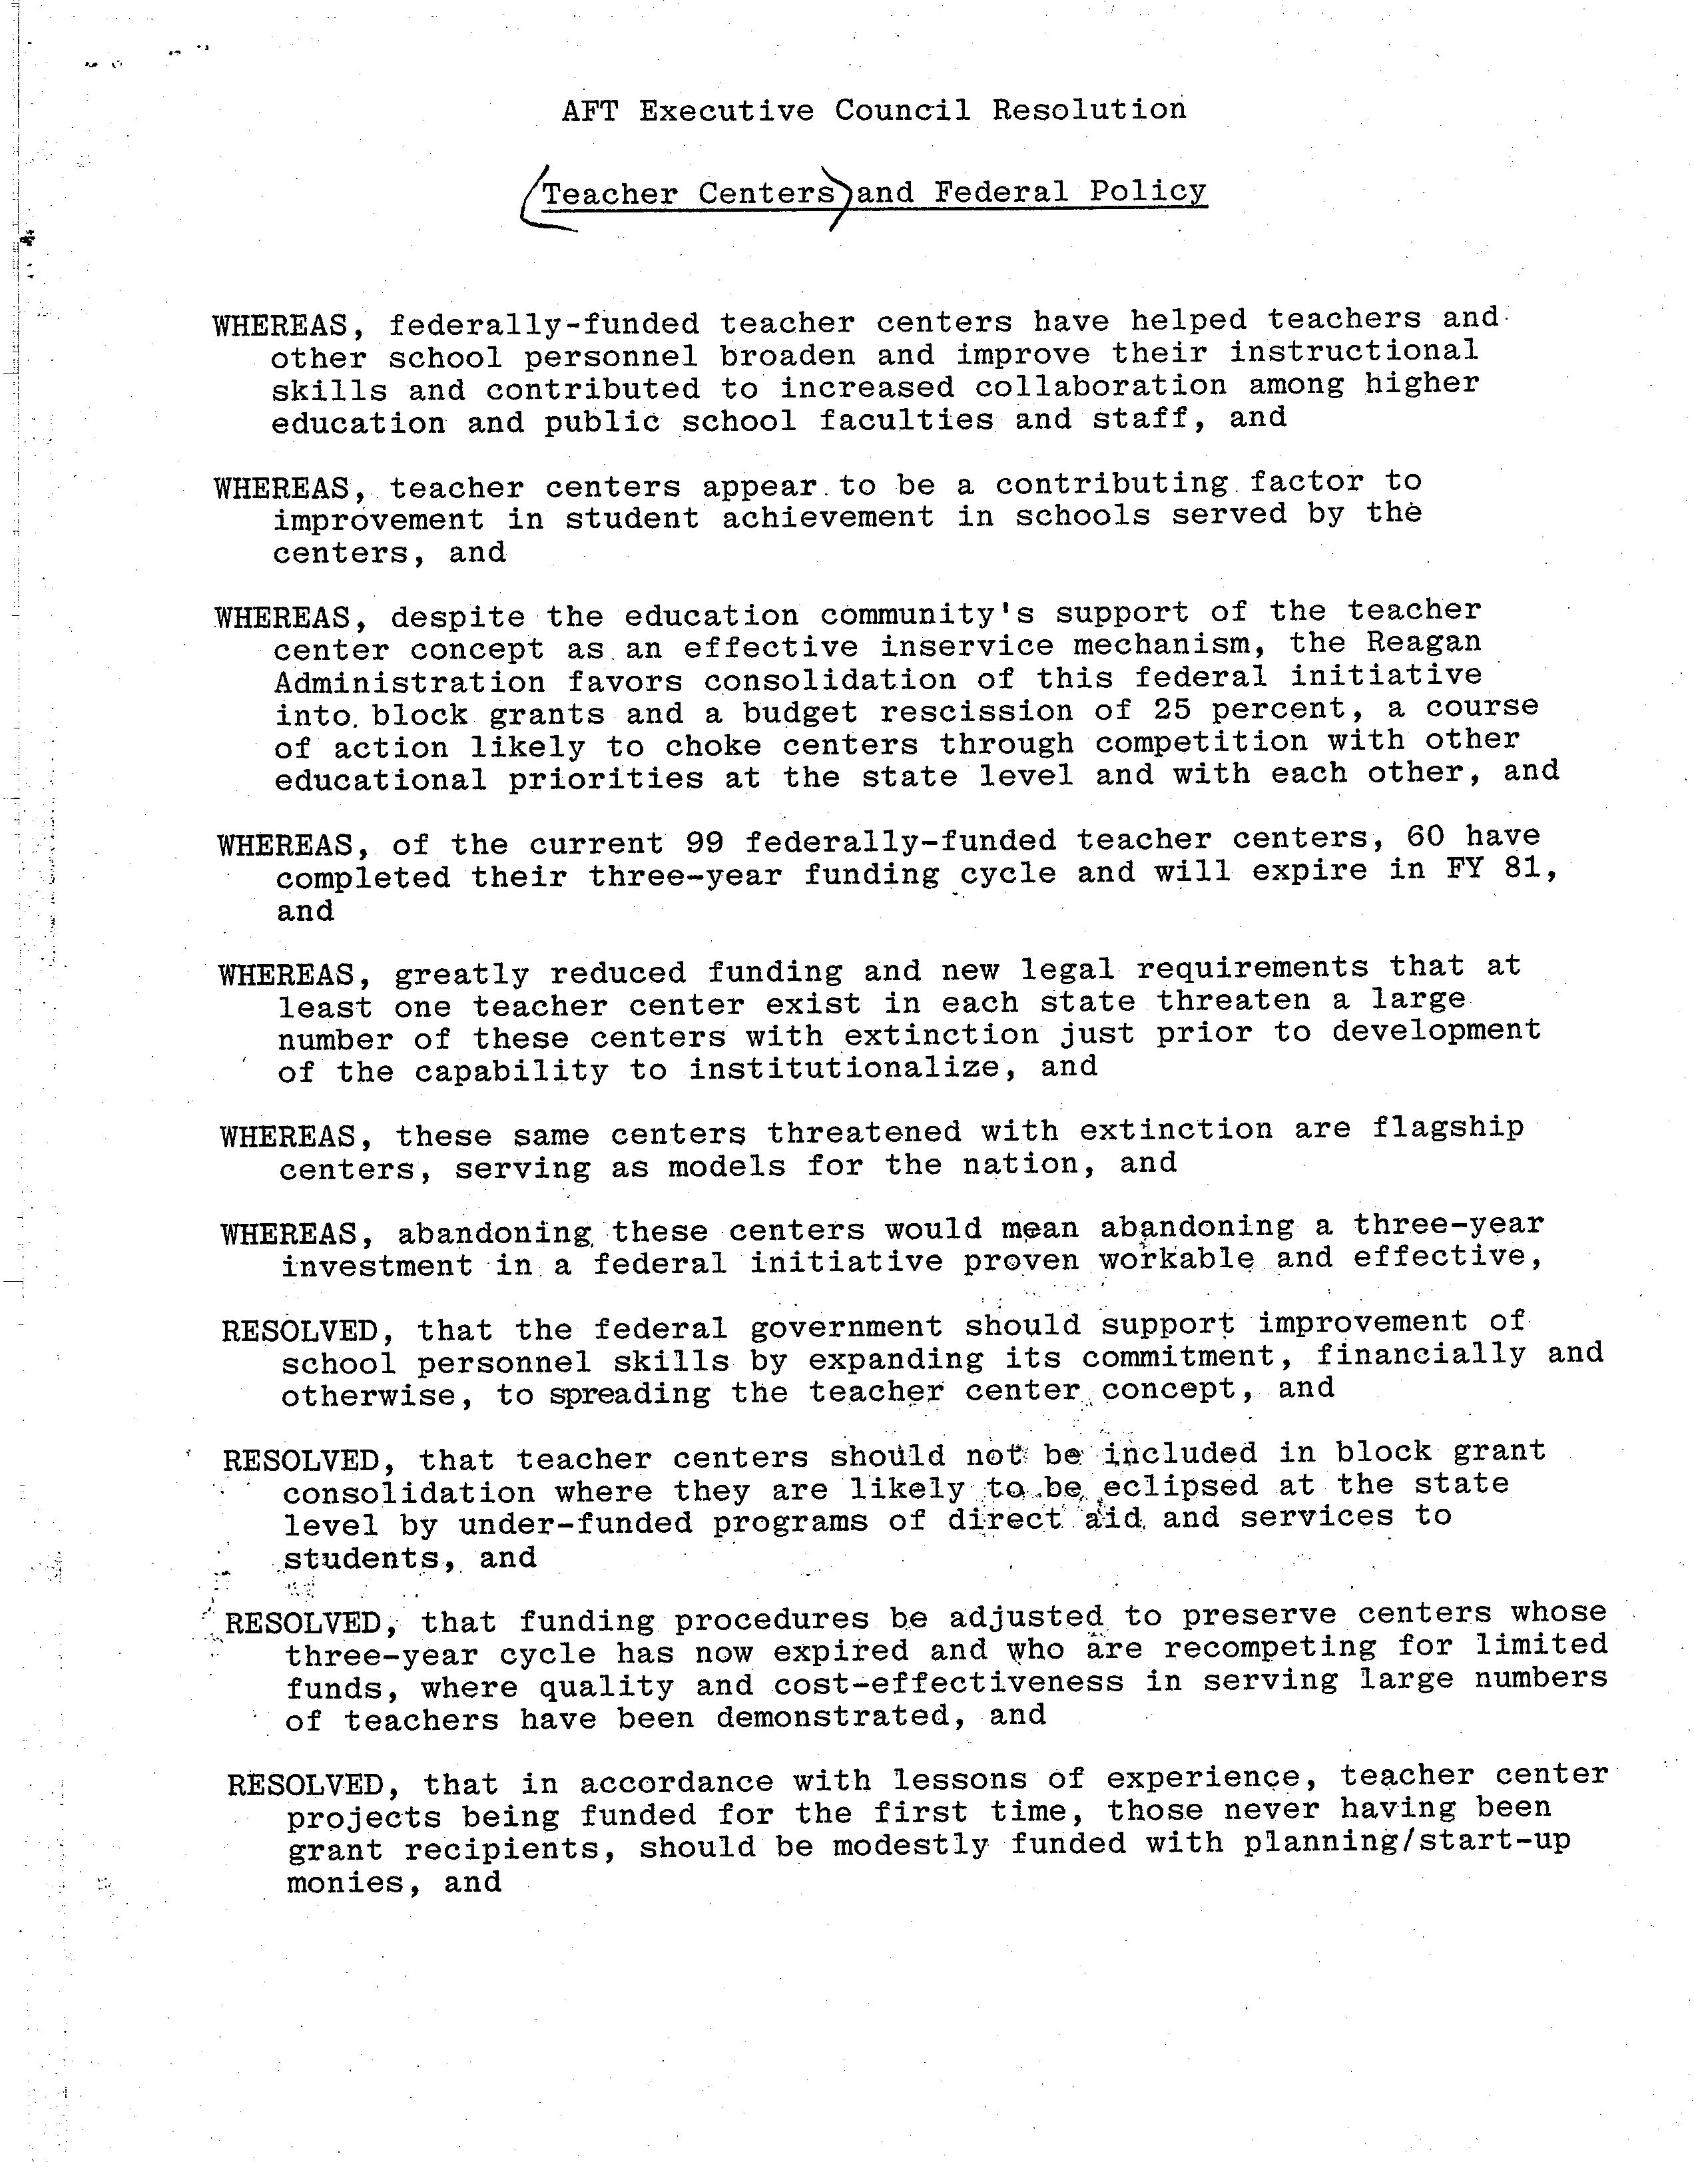 AFT Executive Council Resolution
(Teacher Centers) and Federal Policy
WHEREAS, federally-funded teacher centers have helped teachers and
other school personnel broaden and improve their instructional
skills and contributed to increased collaboration among higher
education and public school faculties and staff, and
WHEREAS, teacher centers appear to be a contributing factor to
improvement in student achievement in schools served by the
centers, and
WHEREAS, despite the education community's support of the teacher
center concept as an effective inservice mechanism, the Reagan
Administration favors consolidation of this federal initiative
into block grants and a budget rescission of 25 percent, a course
of action likely to choke centers through competition with other
educational priorities at the state level and with each other, and
WHEREAS, of the current 99 federally-funded teacher centers, 60 have
completed their three-year funding cycle and will expire in FY 81,
and
WHEREAS, greatly reduced funding and new legal requirements that at
least one teacher center exist in each state threaten a large
number of these centers with extinction just prior to development
of the capability to institutionalize, and
WHEREAS, these same centers threatened with extinction are flagship
centers, serving as models for the nation, and
WHEREAS, abandoning these centers would mean abandoning a three-year
investment in a federal initiative proven workable and effective,
RESOLVED, that the federal government should support improvement of
school personnel skills by expanding its commitment, financially and
otherwise, to spreading the teacher center concept, and
RESOLVED, that teacher centers should not be included in block grant
consolidation where they are likely to be eclipsed at the state
level by under-funded programs of direct aid and services to
students, and
RESOLVED, that funding procedures be adjusted to preserve centers whose
three-year cycle has now expired and who are recompeting for limited
funds, where quality and cost-effectiveness in serving large numbers
of teachers have been demonstrated, and
RESOLVED, that in accordance with lessons of experience, teacher center
projects being funded for the first time, those never having been
grant recipients, should be modestly funded with planning/start-up
monies, and